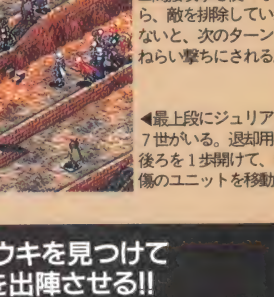 ら、敵を排除してい
ないと、次のターン
ねらい撃ちにされる
◀最上段にジュリア
7世がいる。退却用
後ろを1歩開けて、
傷のユニットを移動
ウキを見つけて
を出陣させる!!